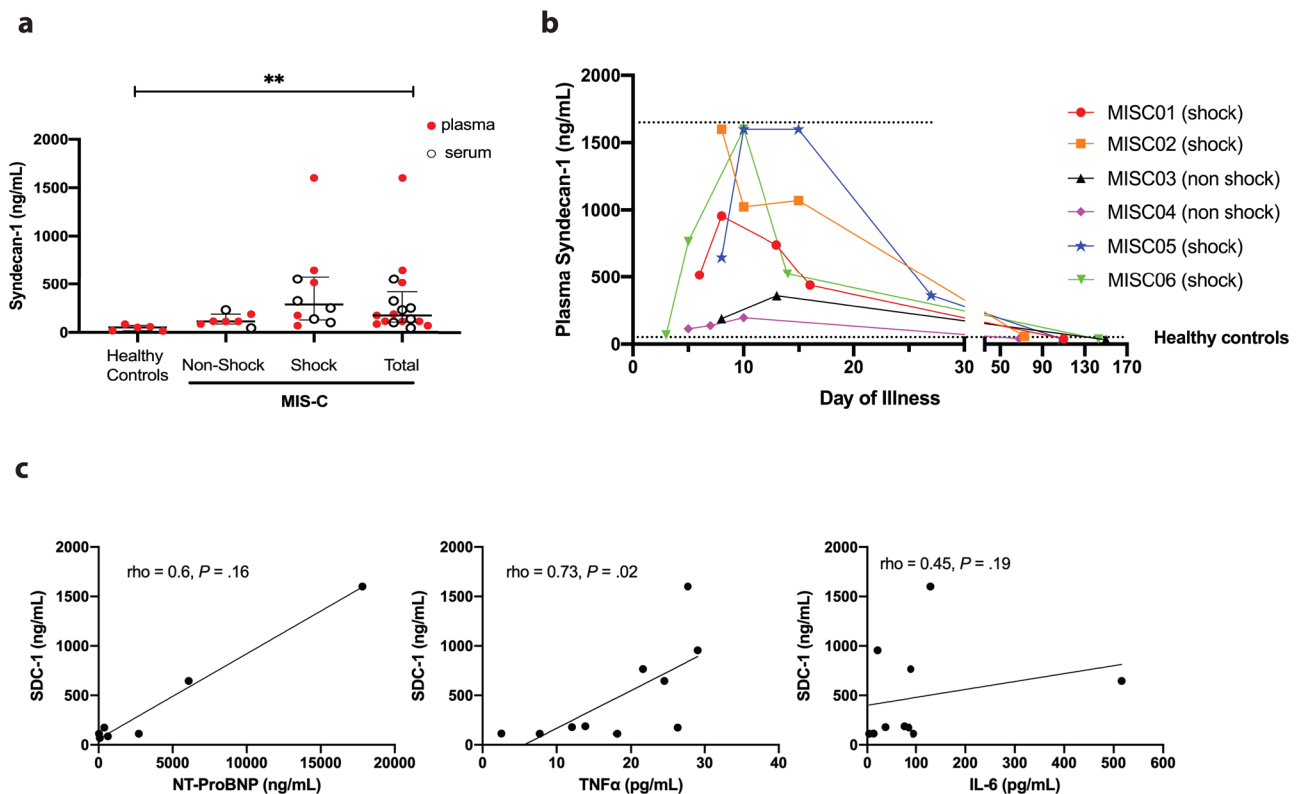 a
**
plasma
serum
Syndecan-1 (ng/mL)
2000
1500
1000
500
0
Healthy
Controls
Non-Shock
Shock
Total
MIS-C
b
Plasma Syndecan-1 (ng/mL)
2000
1500
1000
500
0
0
10
20
30
50
90
130
170
Day of Illness
MISC01 (shock)
MISC02 (shock)
MISC03 (non shock)
MISC04 (non shock)
MISC05 (shock)
MISC06 (shock)
Healthy controls
c
SDC-1 (ng/mL)
2000
1500
1000
500
0
rho = 0.6, P = .16
0
5000
10000
15000
20000
NT-ProBNP (ng/mL)
SDC-1 (ng/mL)
2000
1500
1000
500
0
rho = 0.73, P = .02
0
10
20
30
40
TNFα (pg/mL)
SDC-1 (ng/mL)
2000
1500
1000
500
0
rho = 0.45, P = .19
0
100
200
300
400
500
600
IL-6 (pg/mL)